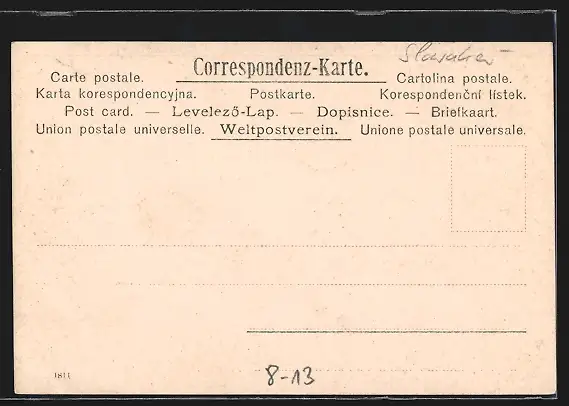 Correspondenz-Karte.
Carte postale. Cartolina postale.
Karta korespondencyjna. Postkarte. Korespondenční lístek.
Post card. — Levelező-Lap. — Dopisnice. — Briefkaart.
Union postale universelle. Weltpostverein. Unione postale universale.
1811
8-13